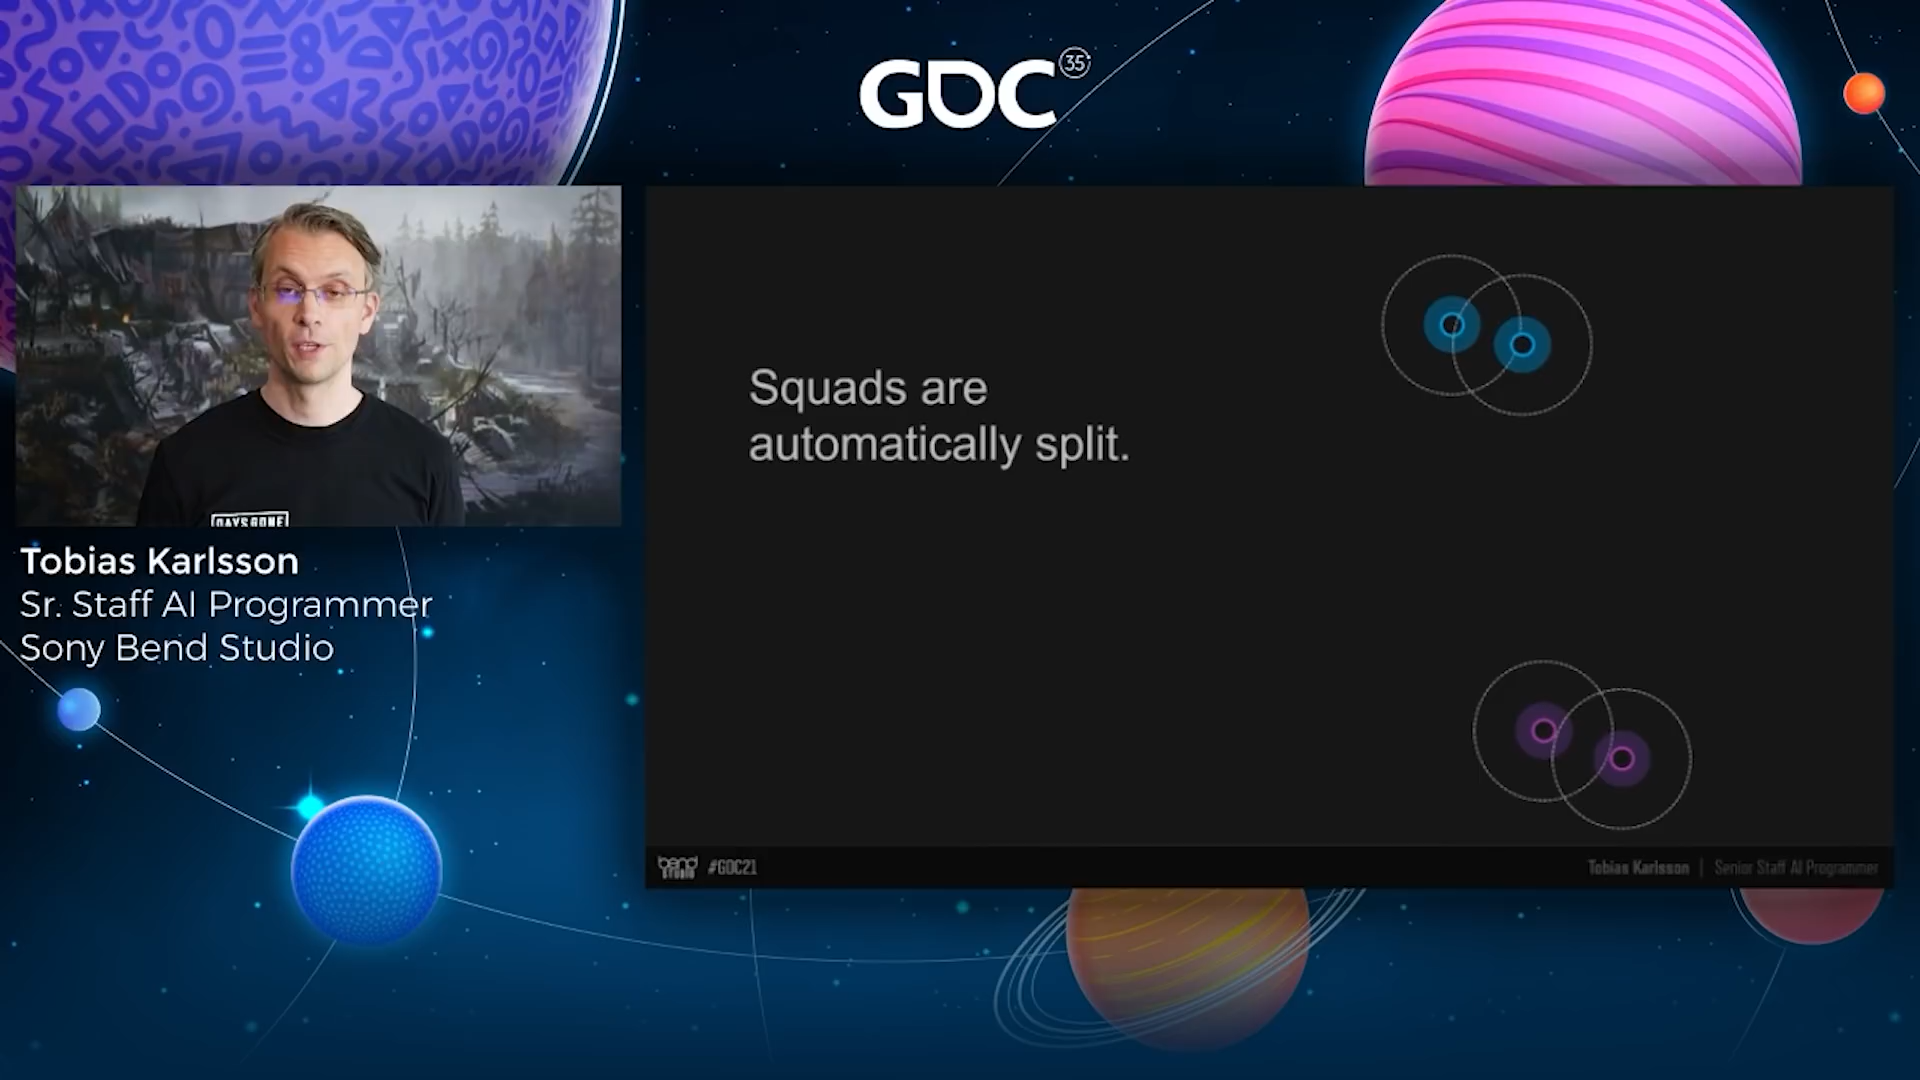 GDC 35
DAYS GONE
Tobias Karlsson
Sr. Staff AI Programmer
Sony Bend Studio
Squads are
automatically split.
bend STUDIO #GDC21
Tobias Karlsson | Senior Staff AI Programmer